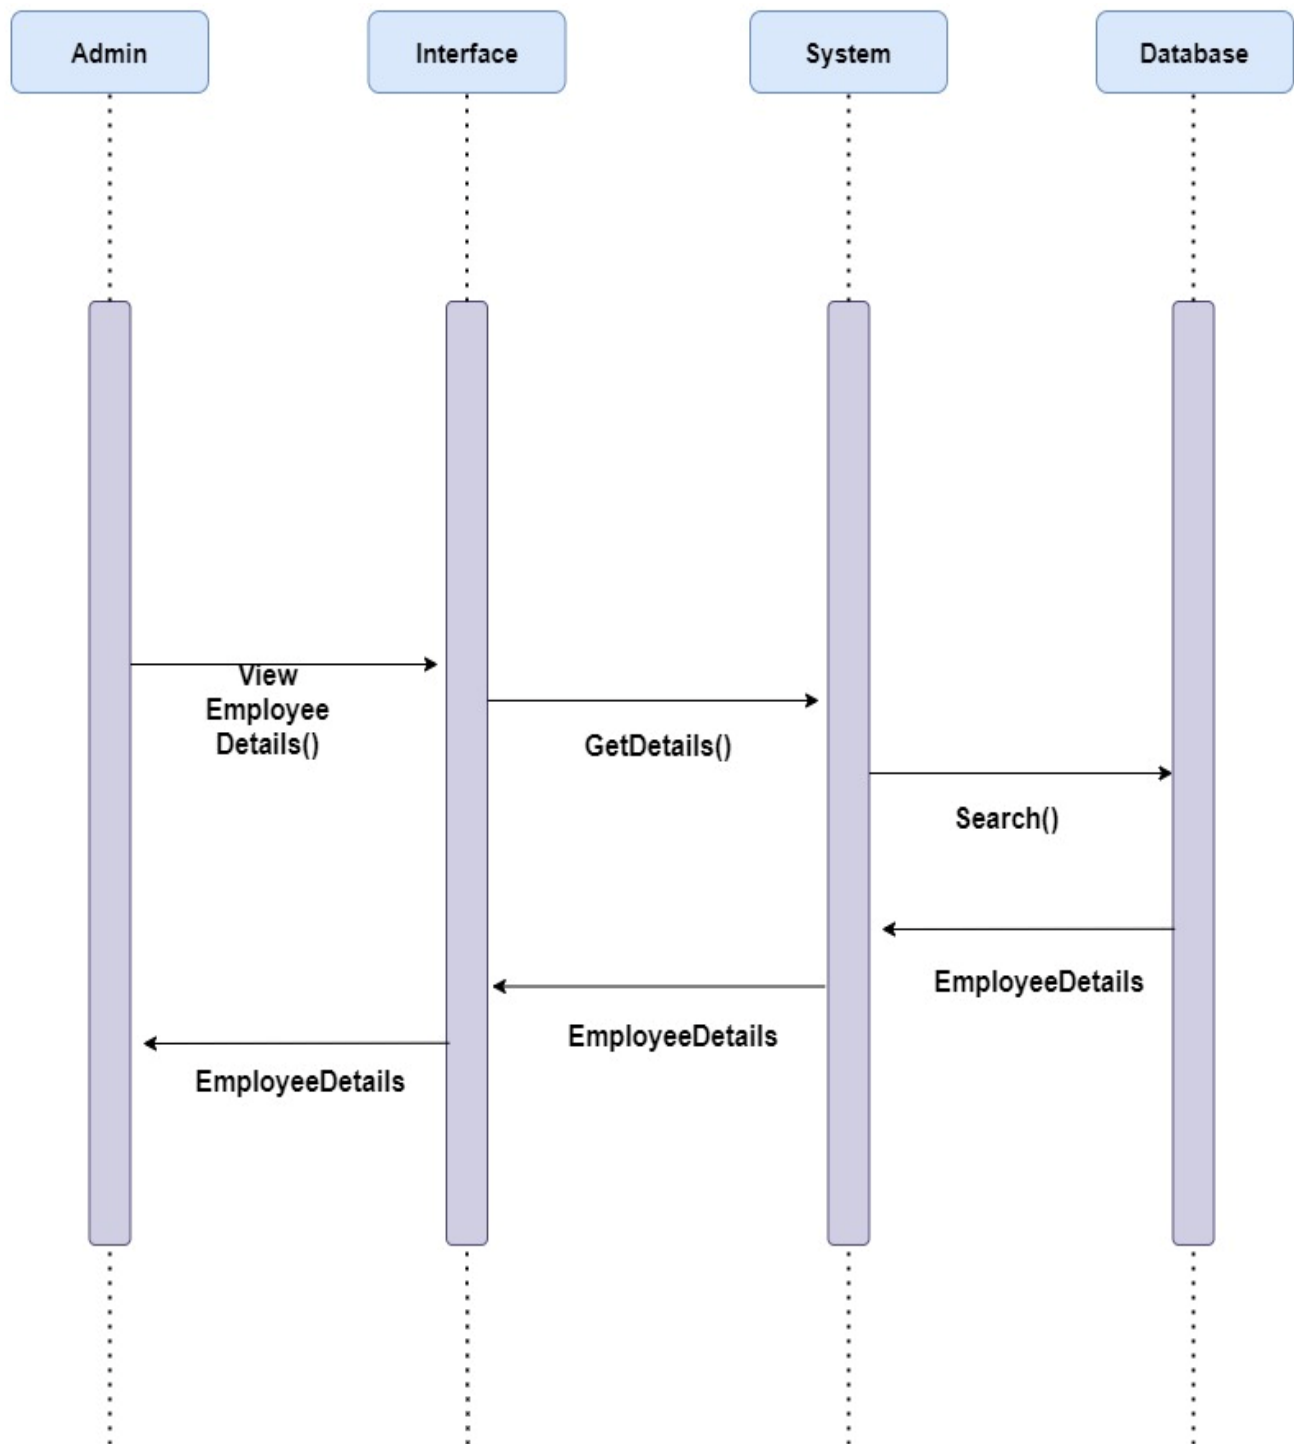 Admin
Interface
System
Database
View
Employee
Details()
GetDetails()
Search()
EmployeeDetails
EmployeeDetails
EmployeeDetails